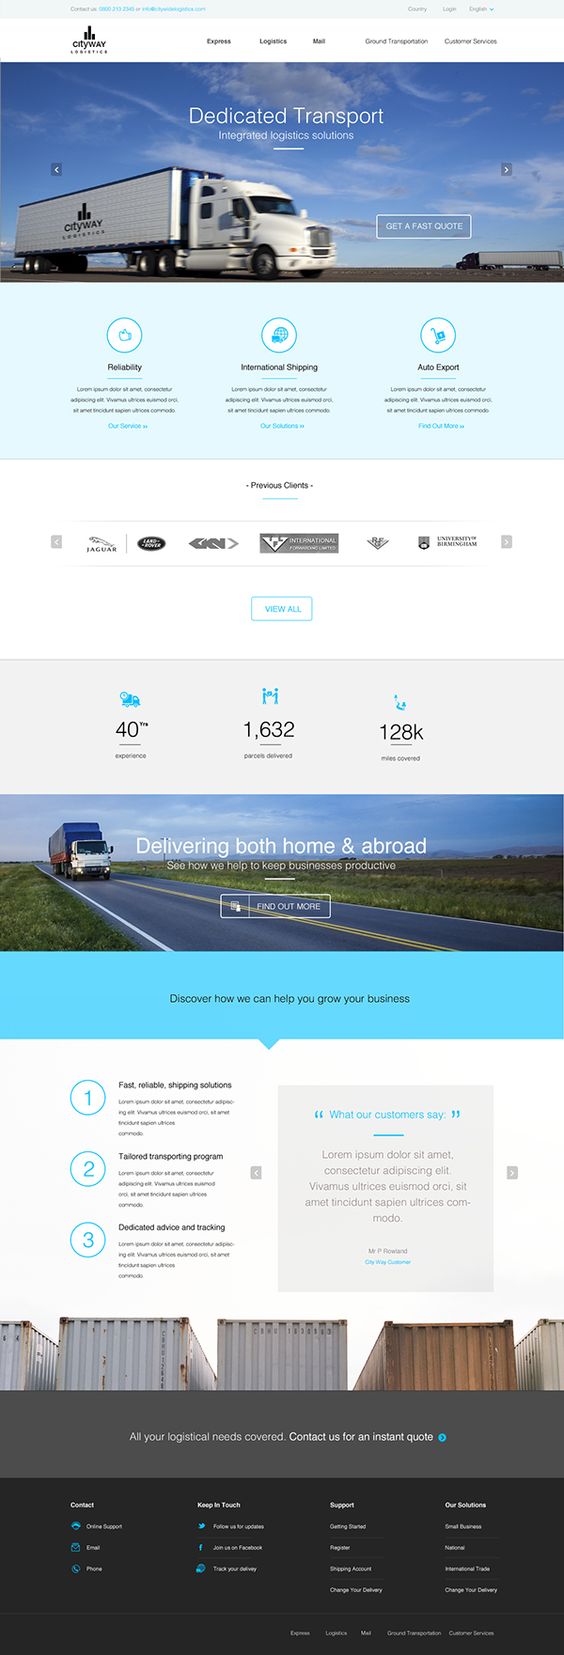 Contact us: 0800 213 2345 or info@citywidelogistics.com
Country Login English
CITYWAY
LOGISTICS
Express Logistics Mail Ground Transportation Customer Services
Dedicated Transport
Integrated logistics solutions
CITYWAY
LOGISTICS
GET A FAST QUOTE
Reliability
Lorem ipsum dolor sit amet, consectetur
adipiscing elit. Vivamus ultrices euismod orci,
sit amet tincidunt sapien ultrices commodo.
Our Service »
International Shipping
Lorem ipsum dolor sit amet, consectetur
adipiscing elit. Vivamus ultrices euismod orci,
sit amet tincidunt sapien ultrices commodo.
Our Solutions »
Auto Export
Lorem ipsum dolor sit amet, consectetur
adipiscing elit. Vivamus ultrices euismod orci,
sit amet tincidunt sapien ultrices commodo.
Find Out More »
- Previous Clients -
JAGUAR
LAND-
ROVER
GKN
INTERNATIONAL
FORWARDING LIMITED
UNIVERSITY OF
BIRMINGHAM
VIEW ALL
40 Yrs
experience
1,632
parcels delivered
128k
miles covered
Delivering both home & abroad
See how we help to keep businesses productive
FIND OUT MORE
Discover how we can help you grow your business
1
Fast, reliable, shipping solutions
Lorem ipsum dolor sit amet, consectetur adipisc-
ing elit. Vivamus ultrices euismod orci, sit amet
tincidunt sapien ultrices
commodo.
2
Tailored transporting program
Lorem ipsum dolor sit amet, consectetur
adipiscing elit. Vivamus ultrices euismod
orci, sit amet tincidunt sapien ultrices
commodo.
3
Dedicated advice and tracking
Lorem ipsum dolor sit amet, consectetur adipisc-
ing elit. Vivamus ultrices euismod orci, sit amet
tincidunt sapien ultrices
commodo.
“ What our customers say: ”
Lorem ipsum dolor sit amet,
consectetur adipiscing elit.
Vivamus ultrices euismod orci, sit
amet tincidunt sapien ultrices com-
modo.
Mr P Rowland
City Way Customer
All your logistical needs covered. Contact us for an instant quote
Contact
Online Support
Email
Phone
Keep In Touch
Follow us for updates
Join us on Facebook
Track your delivey
Support
Getting Started
Register
Shipping Account
Change Your Delivery
Our Solutions
Small Business
National
International Trade
Change Your Delivery
Express Logistics Mail Ground Transportation Customer Services